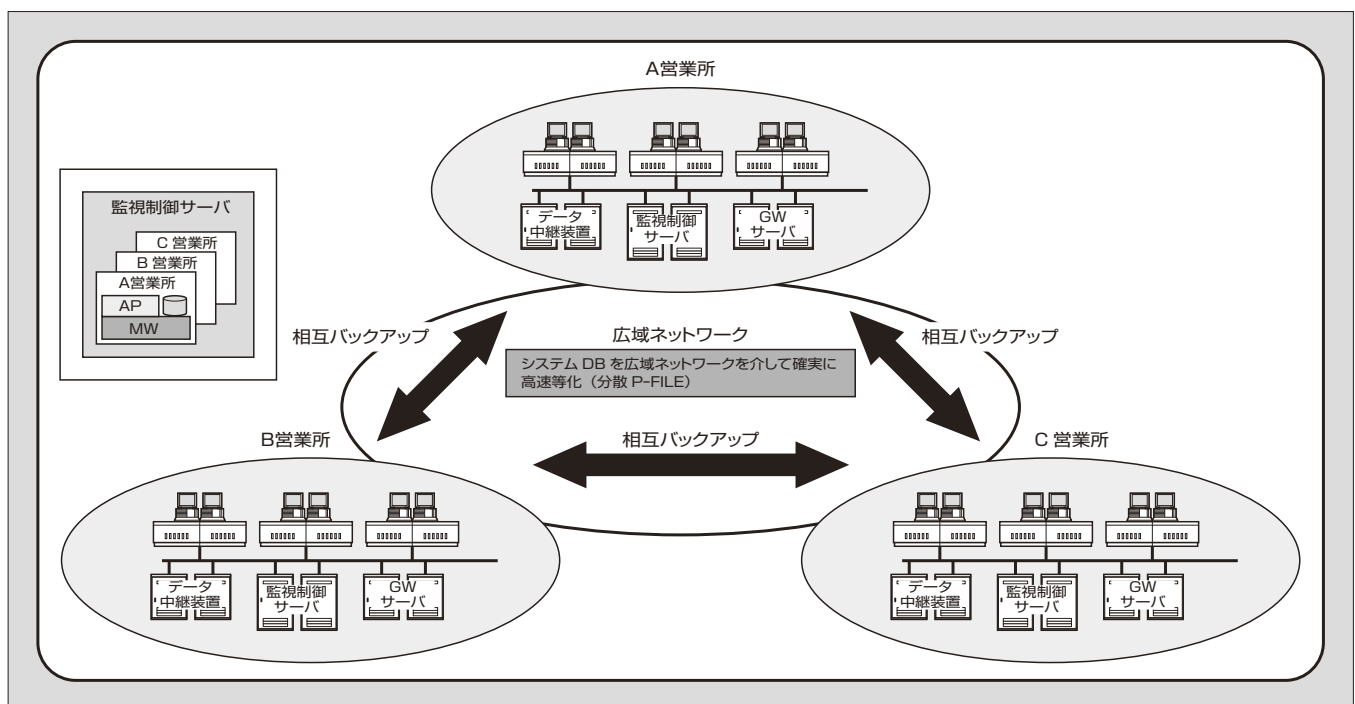 A営業所
データ
中継装置
監視制御
サーバ
GW
サーバ
監視制御サーバ
C 営業所
B 営業所
A営業所
AP
MW
相互バックアップ
広域ネットワーク
相互バックアップ
システム DB を広域ネットワークを介して確実に
高速等化（分散 P-FILE）
B営業所
相互バックアップ
C 営業所
データ
中継装置
監視制御
サーバ
GW
サーバ
データ
中継装置
監視制御
サーバ
GW
サーバ